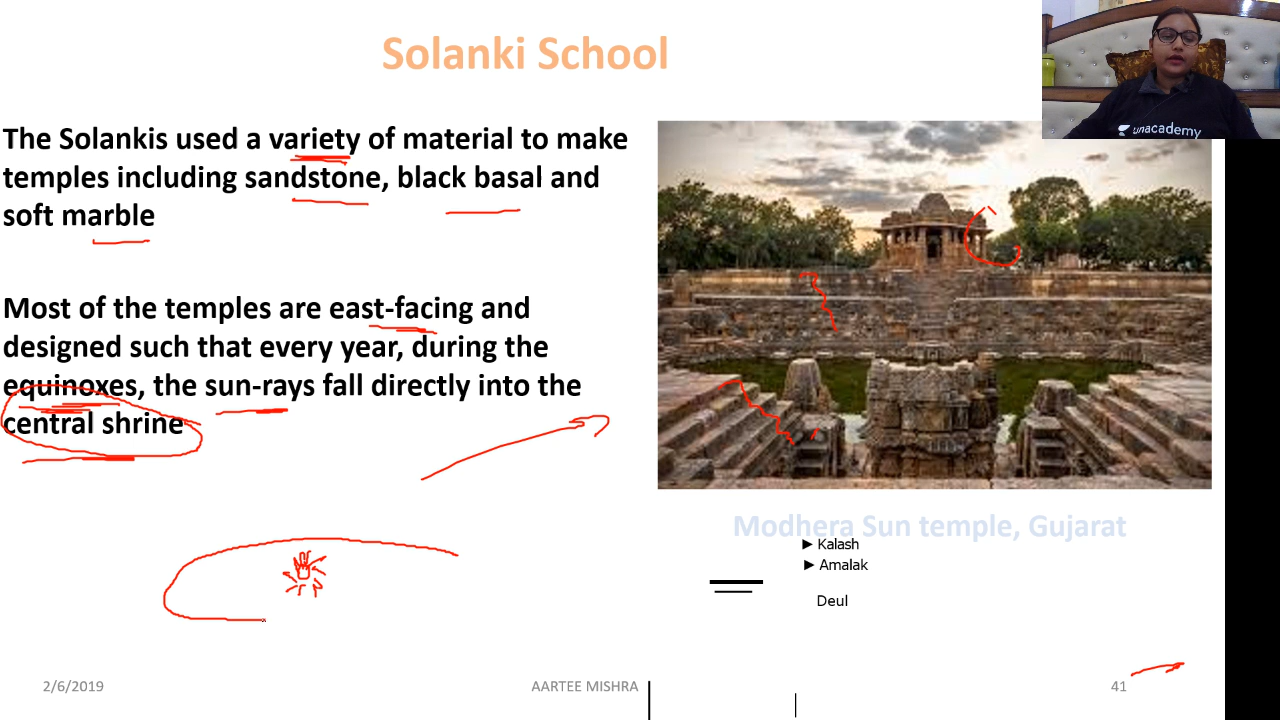 Solanki School
unacademy
The Solankis used a variety of material to make
temples including sandstone, black basal and
soft marble
Most of the temples are east-facing and
designed such that every year, during the
equinoxes, the sun-rays fall directly into the
central shrine
Modhera Sun temple, Gujarat
► Kalash
► Amalak
Deul
2/6/2019
AARTEE MISHRA
41